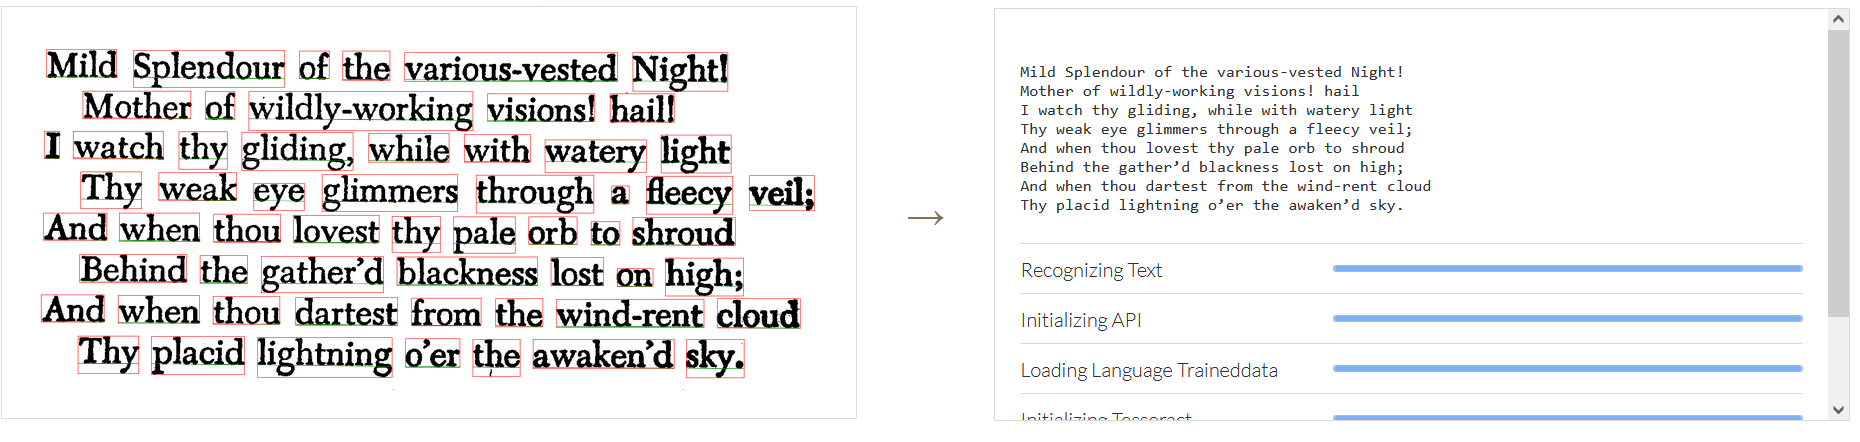 Mild Splendour of the various-vested Night!
Mother of wildly-working visions! hail!
I watch thy gliding, while with watery light
Thy weak eye glimmers through a fleecy veil;
And when thou lovest thy pale orb to shroud
Behind the gather’d blackness lost on high;
And when thou dartest from the wind-rent cloud
Thy placid lightning o’er the awaken’d sky.
→
Mild Splendour of the various-vested Night!
Mother of wildly-working visions! hail
I watch thy gliding, while with watery light
Thy weak eye glimmers through a fleecy veil;
And when thou lovest thy pale orb to shroud
Behind the gather’d blackness lost on high;
And when thou dartest from the wind-rent cloud
Thy placid lightning o’er the awaken’d sky.
Recognizing Text
Initializing API
Loading Language Traineddata
Initializing Tesseract